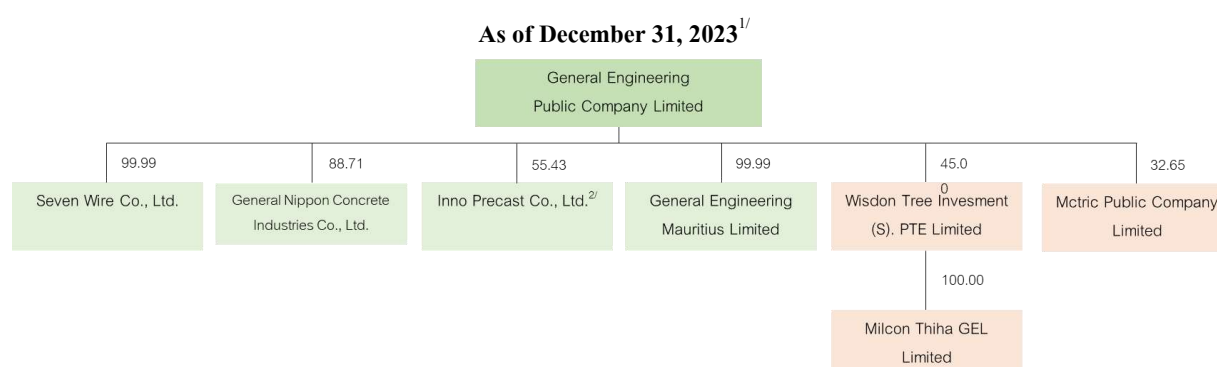 As of December 31, 2023 1/
General Engineering
Public Company Limited
99.99
88.71
55.43
99.99
45.0
0
32.65
Seven Wire Co., Ltd.
General Nippon Concrete
Industries Co., Ltd.
Inno Precast Co., Ltd. 2/
General Engineering
Mauritius Limited
Wisdon Tree Invesment
(S). PTE Limited
Mctric Public Company
Limited
100.00
Milcon Thiha GEL
Limited